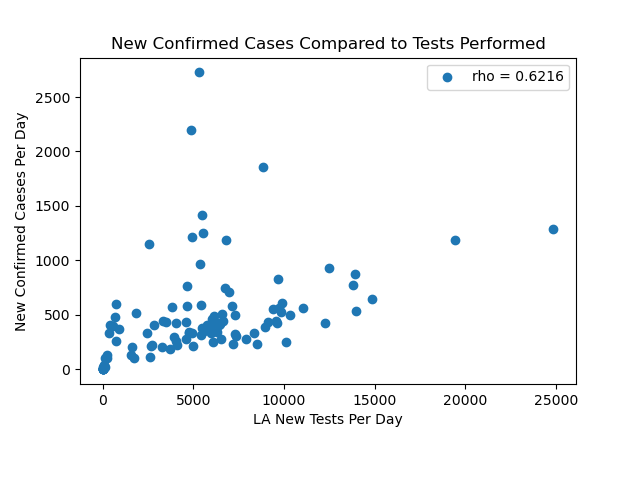 New Confirmed Cases Compared to Tests Performed
rho = 0.6216
New Confirmed Caeses Per Day
2500
2000
1500
1000
500
0
0 5000 10000 15000 20000 25000
LA New Tests Per Day